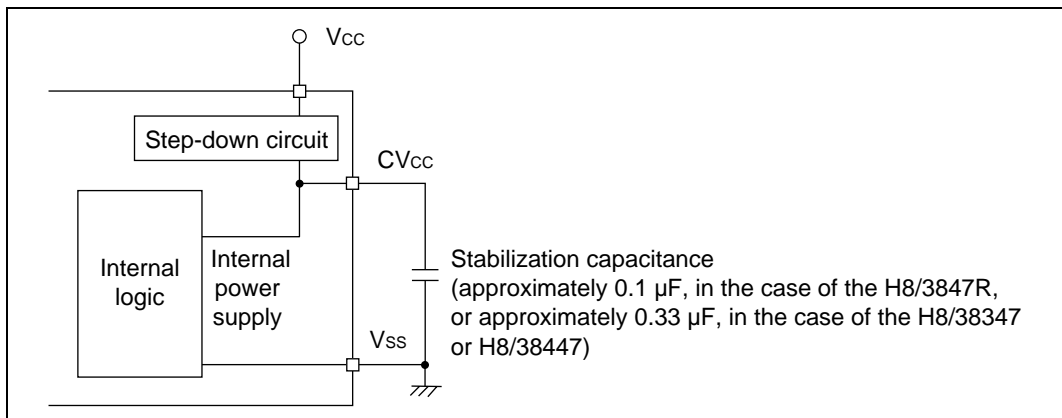 Vcc
Step-down circuit
CVcc
Internal
logic
Internal
power
supply
Stabilization capacitance
(approximately 0.1 µF, in the case of the H8/3847R,
or approximately 0.33 µF, in the case of the H8/38347
or H8/38447)
Vss